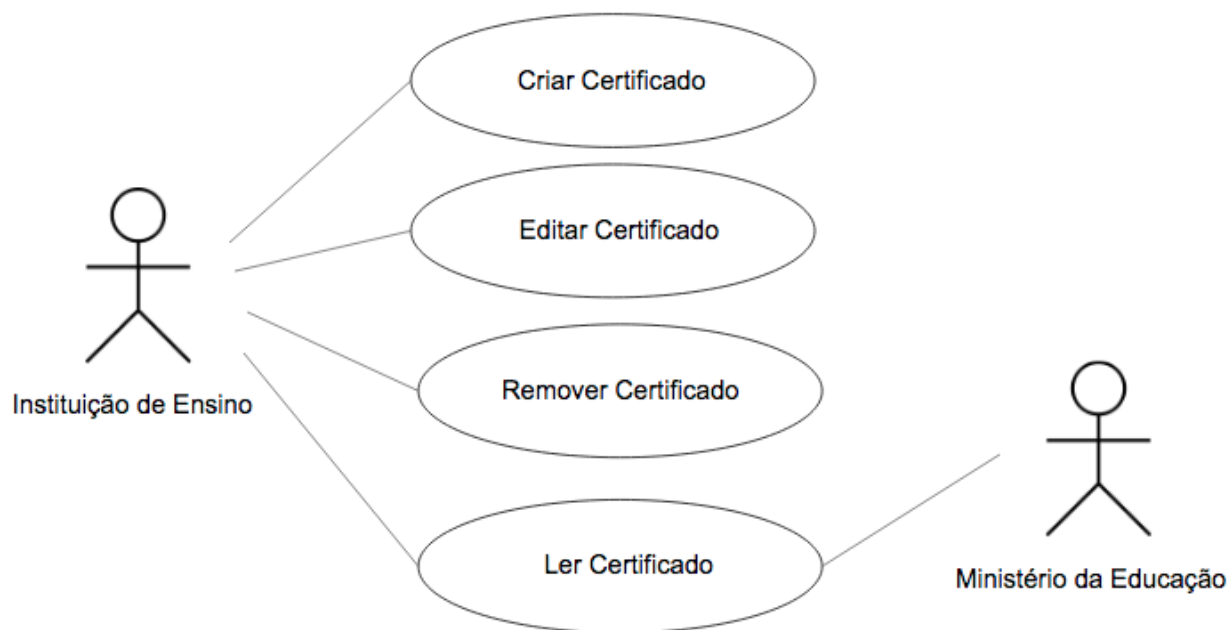 Criar Certificado
Editar Certificado
Instituição de Ensino
Remover Certificado
Ler Certificado
Ministério da Educação